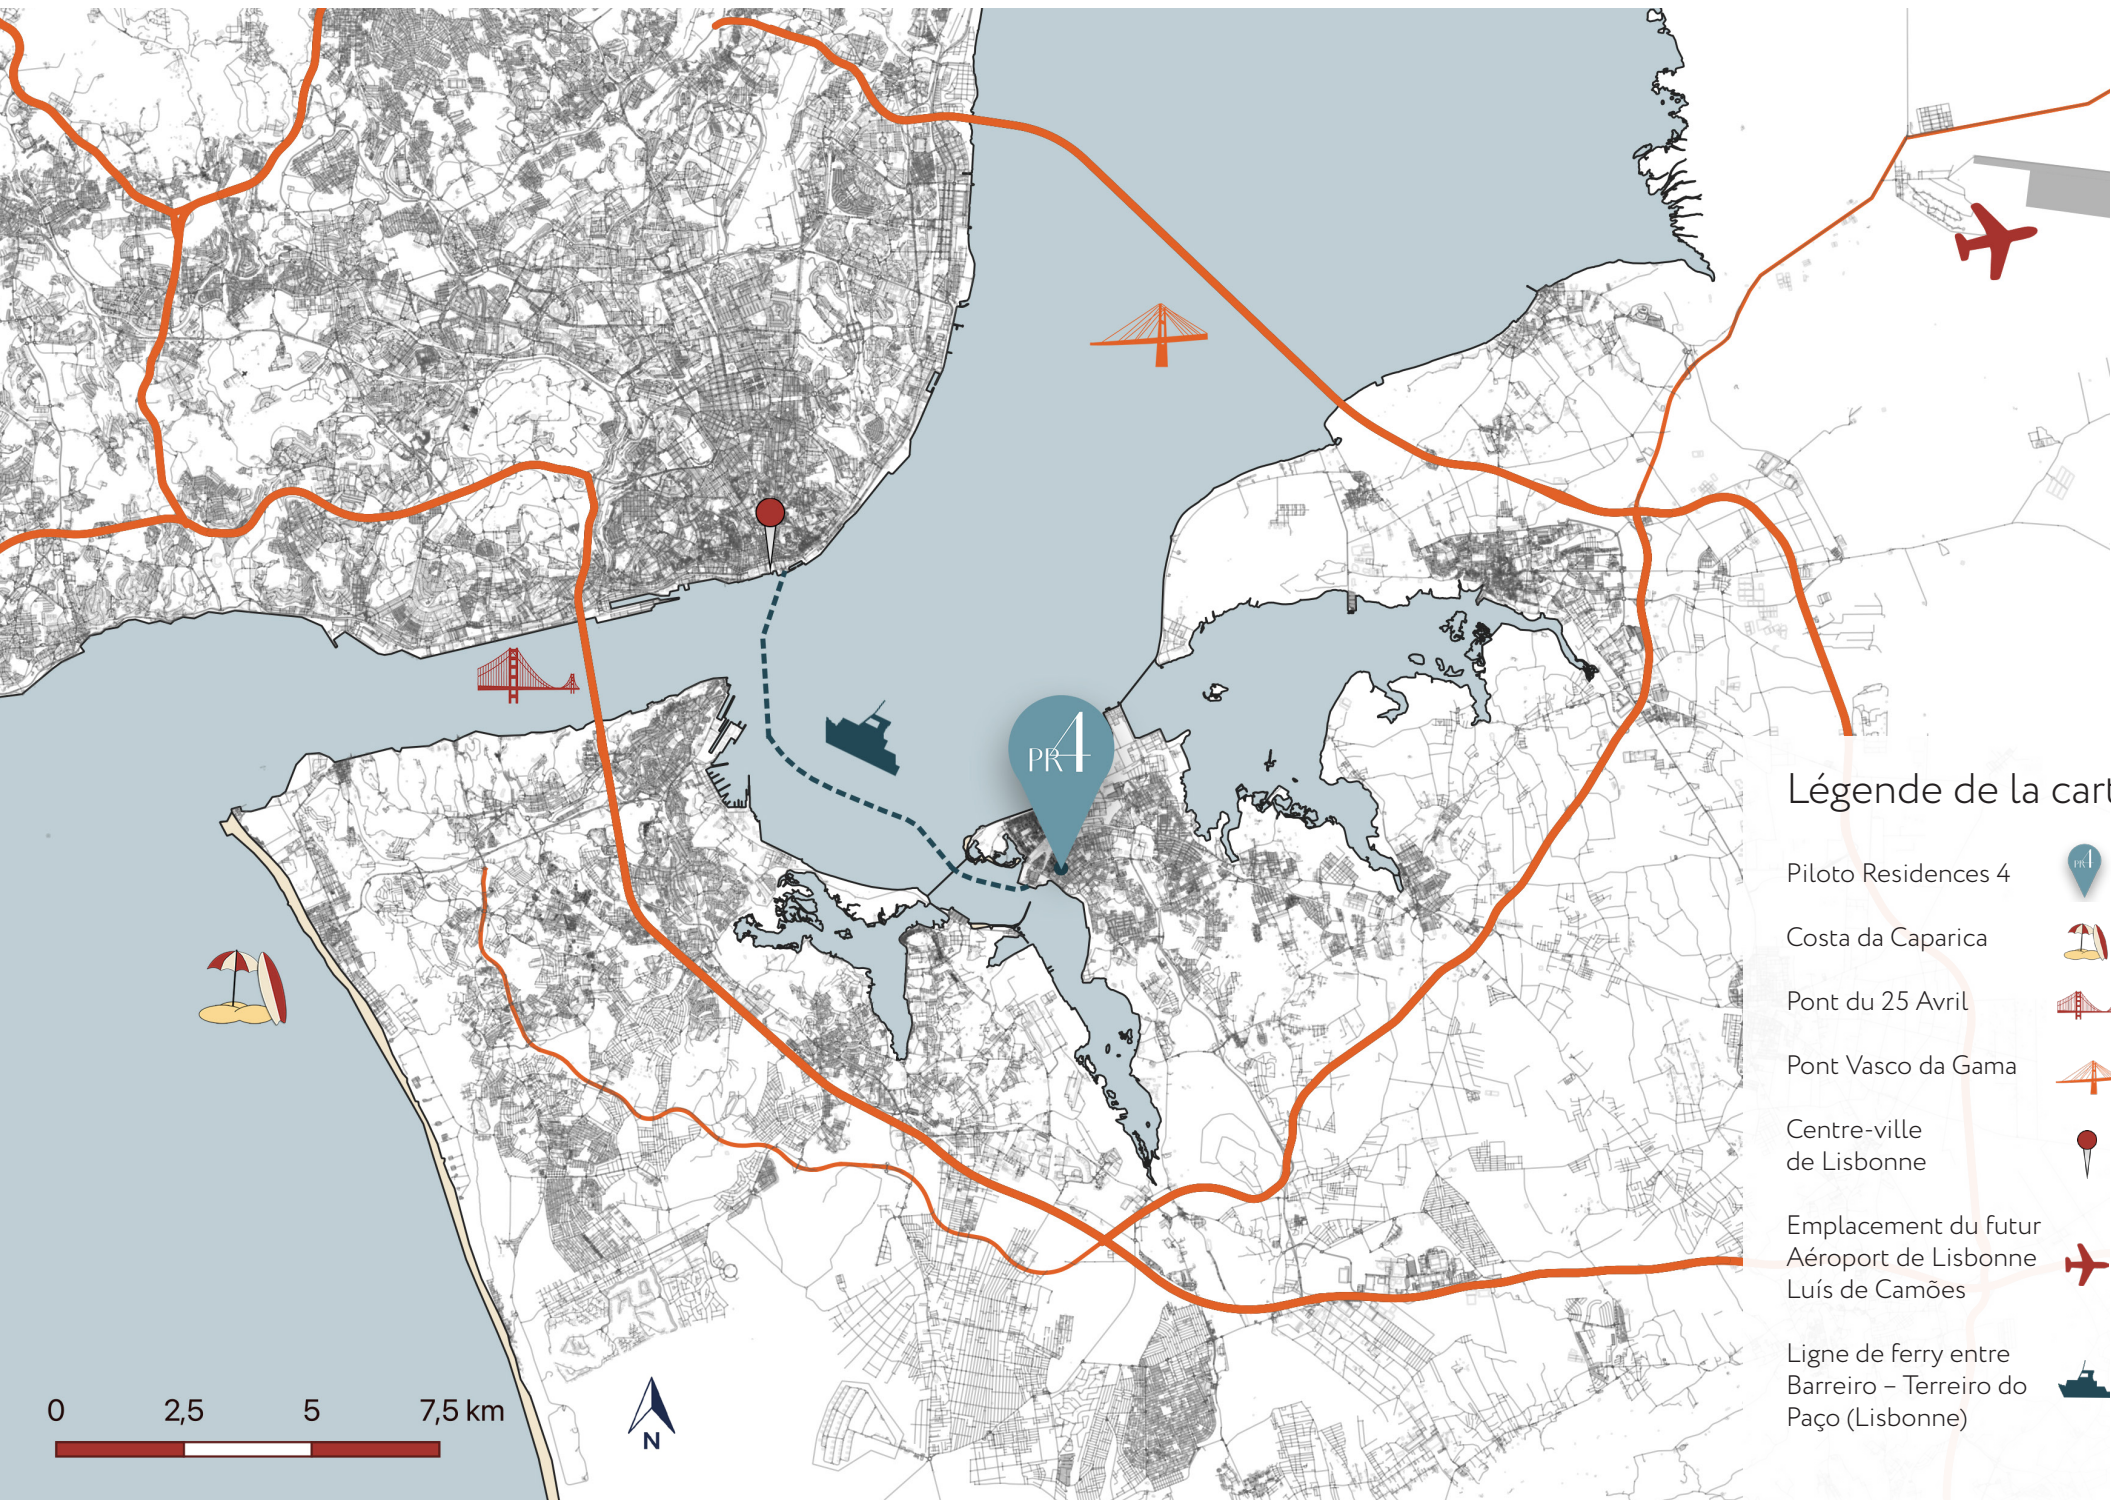 PR4
Légende de la cart
Piloto Residences 4
PR4
Costa da Caparica
Pont du 25 Avril
Pont Vasco da Gama
Centre-ville
de Lisbonne
Emplacement du futur
Aéroport de Lisbonne
Luís de Camões
Ligne de ferry entre
Barreiro – Terreiro do
Paço (Lisbonne)
0 2,5 5 7,5 km
N